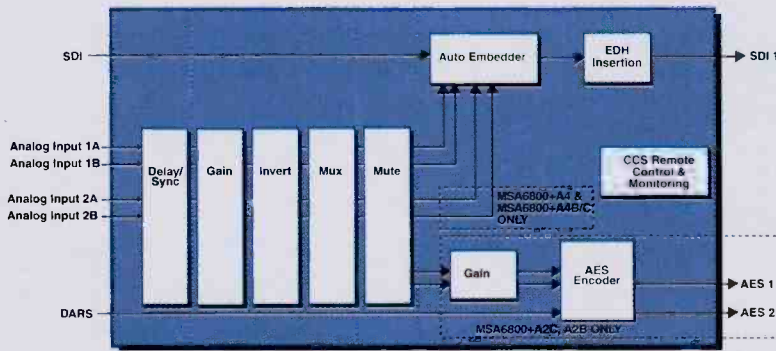 SDI
Auto Embedder
EDH
Insertion
SDI 1
Analog Input 1A
Analog Input 1B
Analog Input 2A
Analog Input 2B
Delay/
Sync
Gain
Invert
Mux
Mute
CCS Remote
Control &
Monitoring
MSA6800+A4 &
MSA6800+A4B/C
ONLY
Gain
AES
Encoder
AES 1
AES 2
DARS
MSA6800+A2C, A2B ONLY